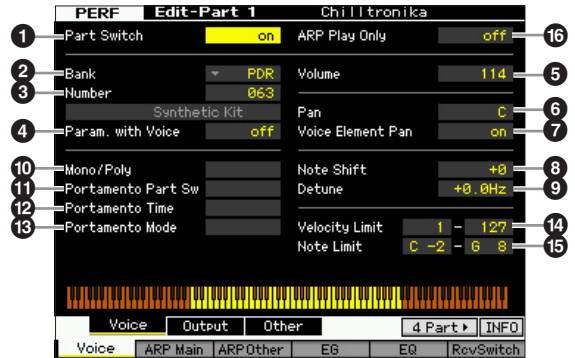 PERF Edit-Part 1 Chilltronika
1 Part Switch on ARP Play Only off 16
2 Bank PDR Volume 114 5
3 Number 063
Synthetic Kit Pan C 6
4 Param. with Voice off Voice Element Pan on 7
10 Mono/Poly Note Shift +0 8
11 Portamento Part Sw Detune +0.0Hz 9
12 Portamento Time
13 Portamento Mode Velocity Limit 1 - 127 14
Note Limit C -2 - G 8 15
Voice Output Other 4 Part INFO
Voice ARP Main ARP Other EG EQ RcvSwitch